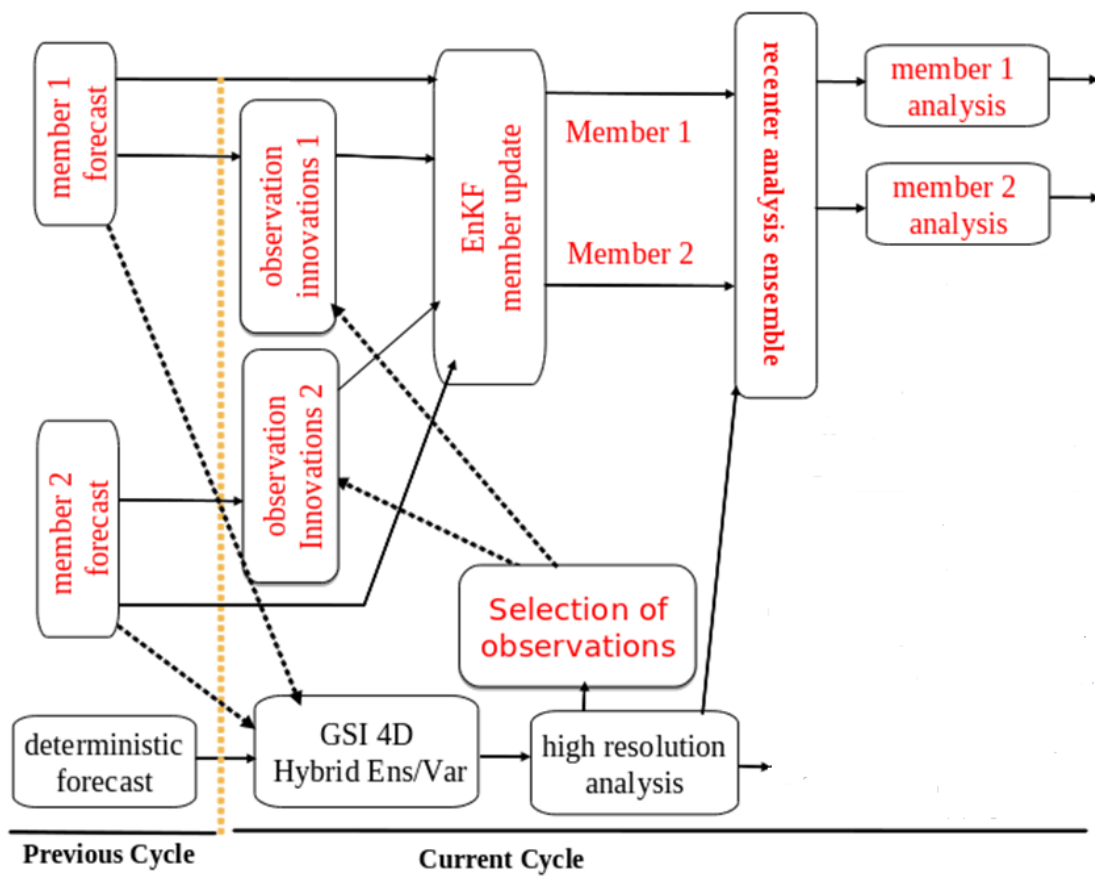 member 1
forecast
observation
innovations 1
EnKF
member update
Member 1
Member 2
recenter analysis ensemble
member 1
analysis
member 2
analysis
member 2
forecast
observation
Innovations 2
Selection of
observations
deterministic
forecast
GSI 4D
Hybrid Ens/Var
high resolution
analysis
Previous Cycle
Current Cycle